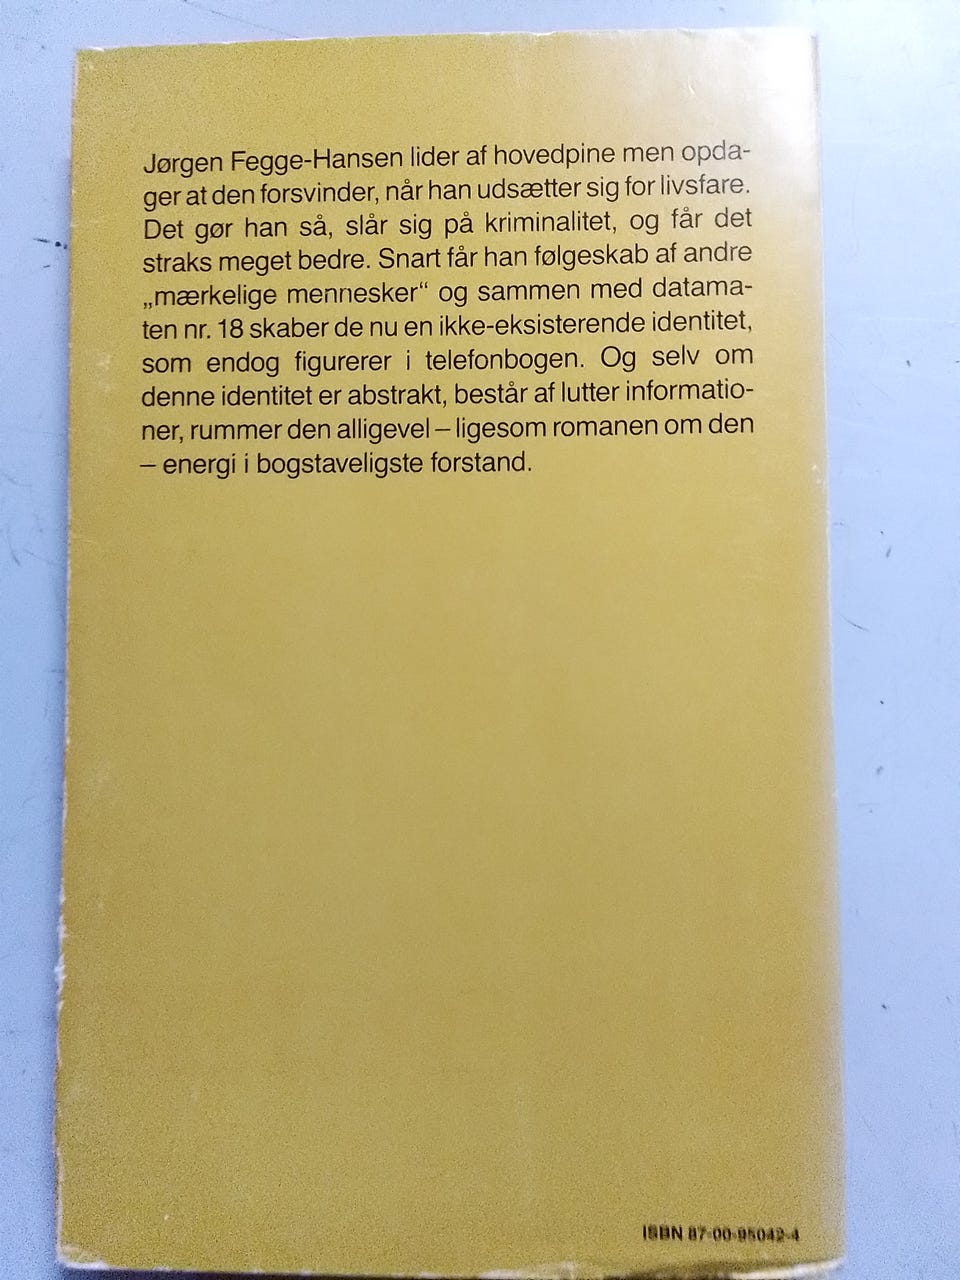 Jørgen Fegge-Hansen lider af hovedpine men opda-
ger at den forsvinder, når han udsætter sig for livsfare.
Det gør han så, slår sig på kriminalitet, og får det
straks meget bedre. Snart får han følgeskab af andre
„mærkelige mennesker“ og sammen med datama-
ten nr. 18 skaber de nu en ikke-eksisterende identitet,
som endog figurerer i telefonbogen. Og selv om
denne identitet er abstrakt, består af lutter informatio-
ner, rummer den alligevel – ligesom romanen om den
– energi i bogstaveligste forstand.
ISBN 87-00-95042-4